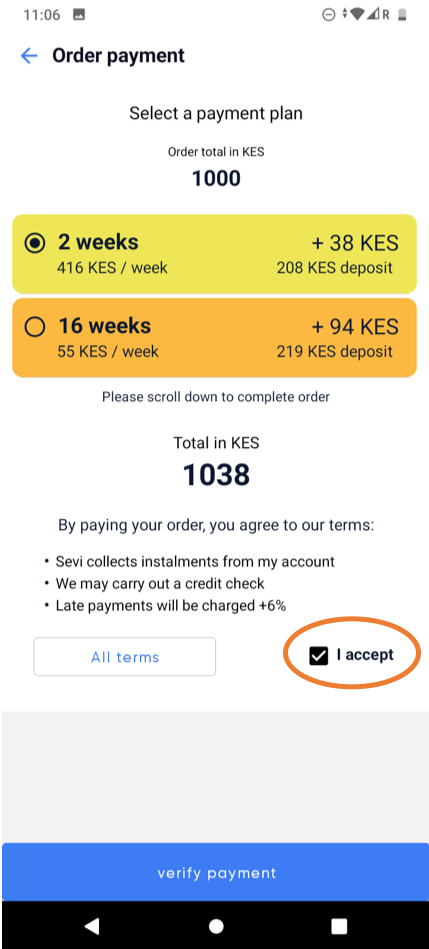 11:06 R
Order payment
Select a payment plan
Order total in KES
1000
2 weeks + 38 KES
416 KES / week 208 KES deposit
16 weeks + 94 KES
55 KES / week 219 KES deposit
Please scroll down to complete order
Total in KES
1038
By paying your order, you agree to our terms:
• Sevi collects instalments from my account
• We may carry out a credit check
• Late payments will be charged +6%
All terms I accept
verify payment